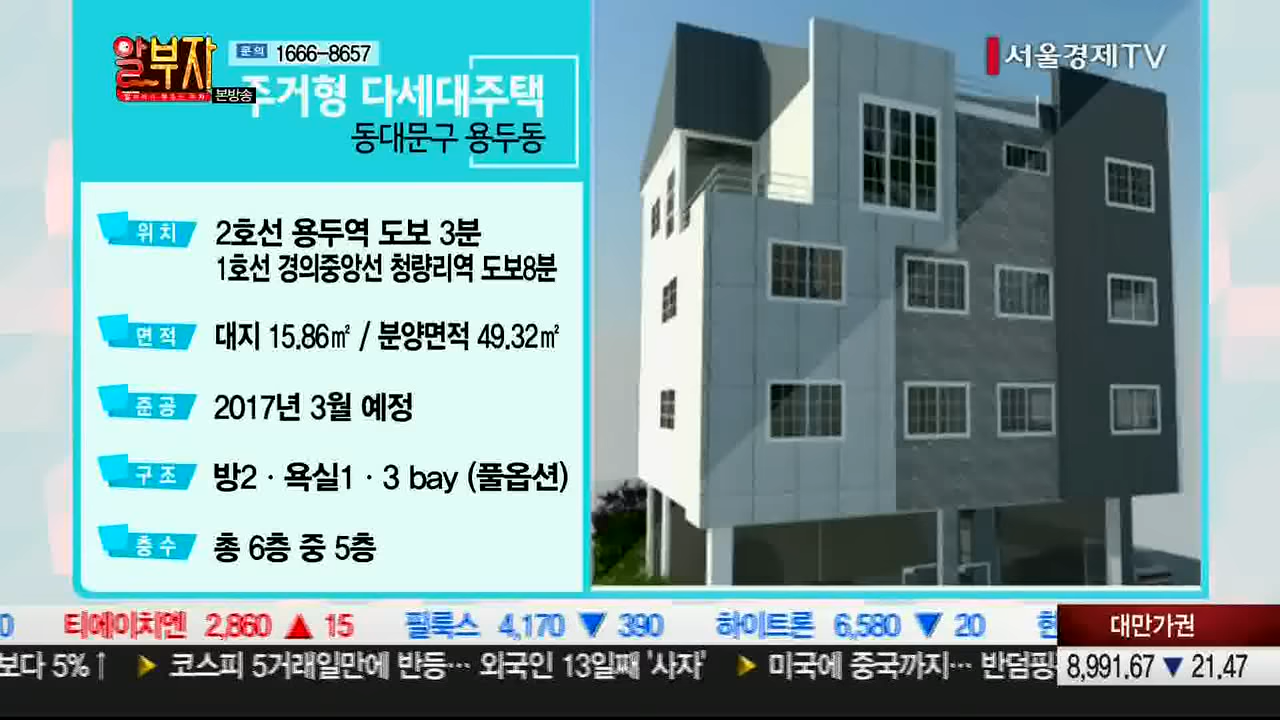 알부자
본방송
문의 1666-8657
서울경제TV
주거형 다세대주택
동대문구 용두동
위치 2호선 용두역 도보 3분
1호선 경의중앙선 청량리역 도보8분
면적 대지 15.86㎡ / 분양면적 49.32㎡
준공 2017년 3월 예정
구조 방2 · 욕실1 · 3 bay (풀옵션)
층수 총 6층 중 5층
0 티에이치엔 2,860 ▲ 15 필룩스 4,170 ▼ 390 하이트론 6,580 ▼ 20 현
대만가권
보다 5%↑ ▶ 코스피 5거래일만에 반등… 외국인 13일째 '사자' ▶ 미국에 중국까지… 반덤핑
8,991.67 ▼ 21.47